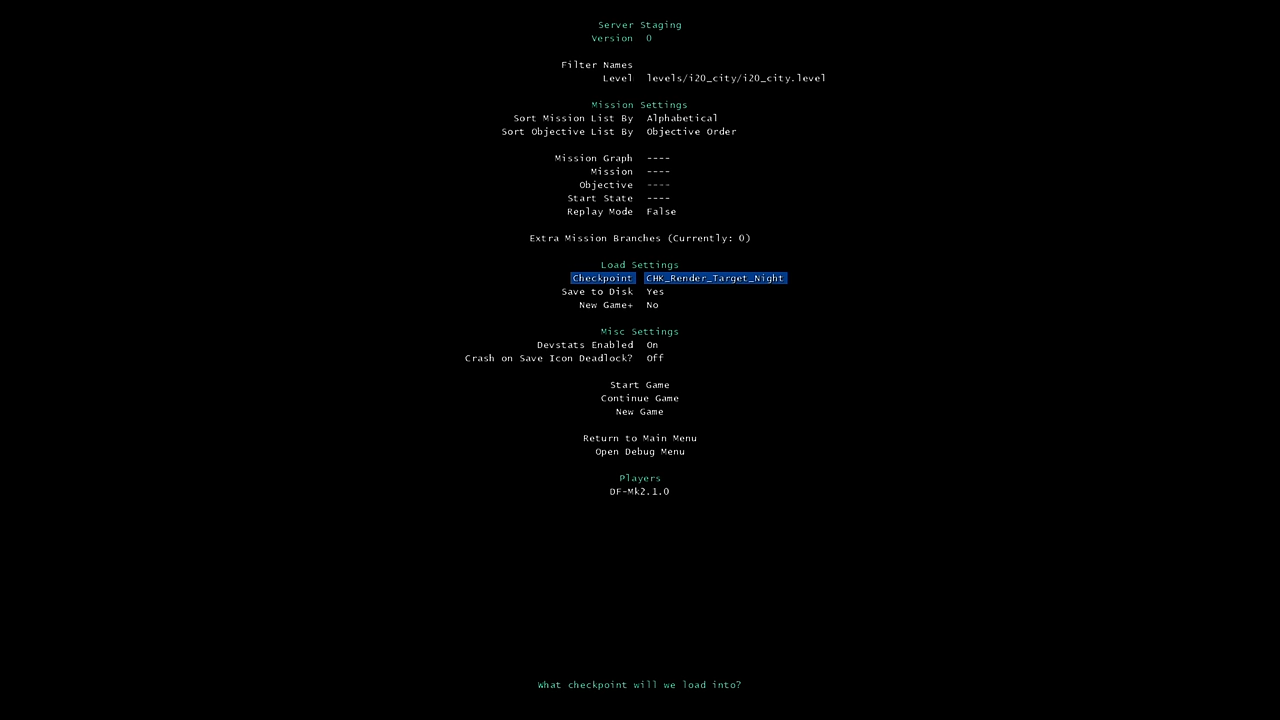 Server Staging
Version 0
Filter Names
Level levels/i20_city/i20_city.level
Mission Settings
Sort Mission List By Alphabetical
Sort Objective List By Objective Order
Mission Graph ----
Mission ----
Objective ----
Start State ----
Replay Mode False
Extra Mission Branches (Currently: 0)
Load Settings
Checkpoint CHK_Render_Target_Night
Save to Disk Yes
New Game+ No
Misc Settings
Devstats Enabled On
Crash on Save Icon Deadlock? Off
Start Game
Continue Game
New Game
Return to Main Menu
Open Debug Menu
Players
DF-Mk2.1.0
What checkpoint will we load into?